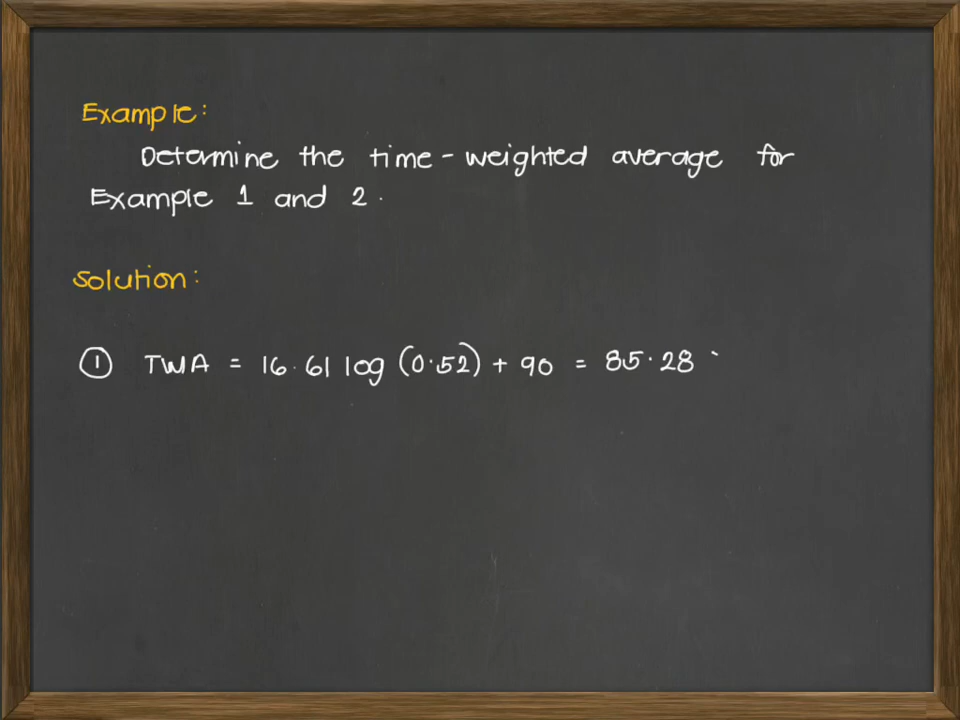 Example:
Determine the time-weighted average for
Example 1 and 2.
Solution:
① TWA = 16.61 log (0.52) + 90 = 85.28